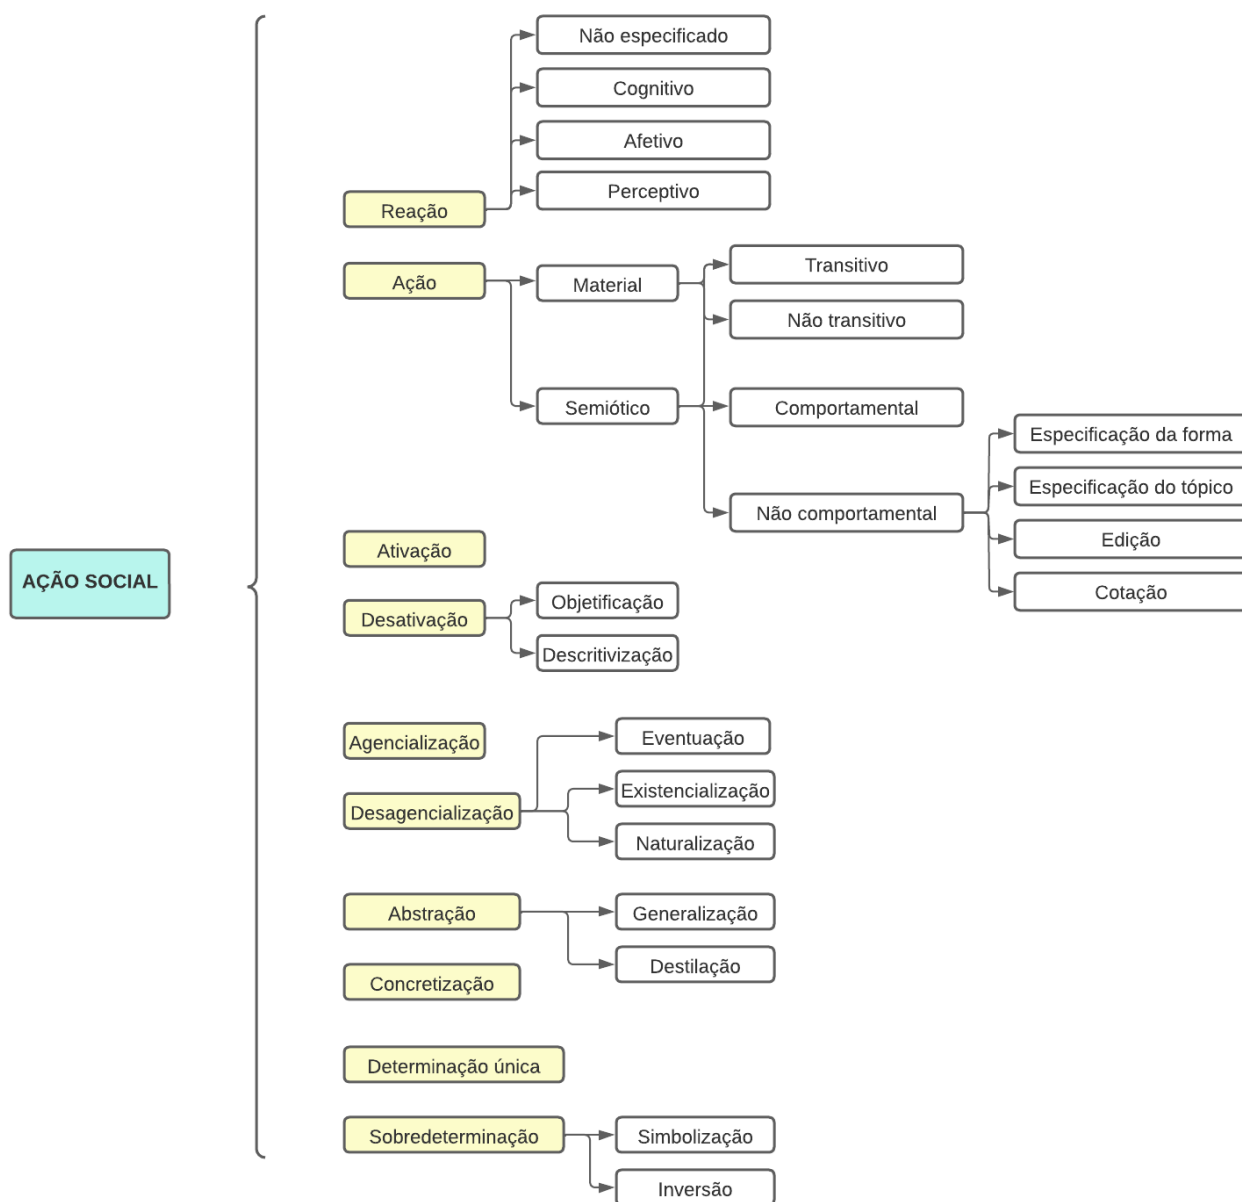 Não especificado
Cognitivo
Afetivo
Perceptivo
Reação
Ação
Material
Transitivo
Não transitivo
Semiótico
Comportamental
Não comportamental
Especificação da forma
Especificação do tópico
Edição
Cotação
AÇÃO SOCIAL
Ativação
Desativação
Objetificação
Descritivização
Agencialização
Desagencialização
Eventuação
Existencialização
Naturalização
Abstração
Generalização
Destilação
Concretização
Determinação única
Sobredeterminação
Simbolização
Inversão